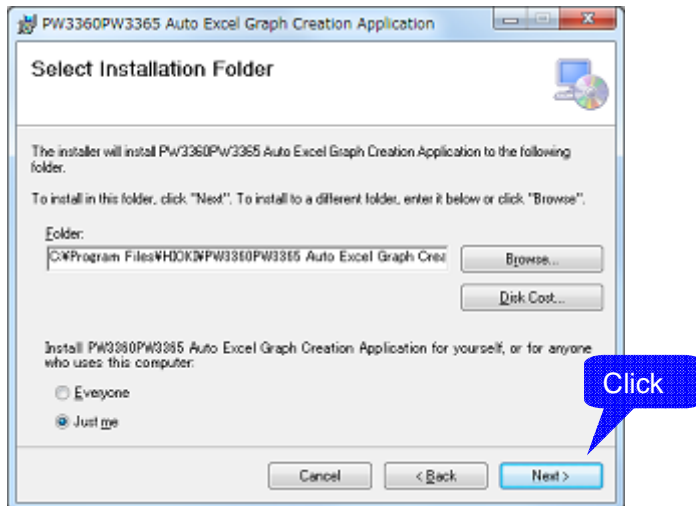 PW3360PW3365 Auto Excel Graph Creation Application
Select Installation Folder
The installer will install PW3360PW3365 Auto Excel Graph Creation Application to the following
folder.
To install in this folder, click "Next". To install to a different folder, enter it below or click "Browse".
Folder:
C:¥Program Files¥HIOKI¥PW3360PW3365 Auto Excel Graph Crea
Browse...
Disk Cost...
Install PW3360PW3365 Auto Excel Graph Creation Application for yourself, or for anyone
who uses this computer:
Everyone
Click
Just me
Cancel
< Back
Next >